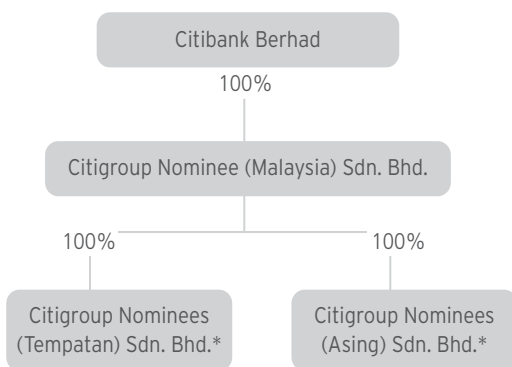 Citibank Berhad
100%
Citigroup Nominee (Malaysia) Sdn. Bhd.
100%
100%
Citigroup Nominees
(Tempatan) Sdn. Bhd.*
Citigroup Nominees
(Asing) Sdn. Bhd.*